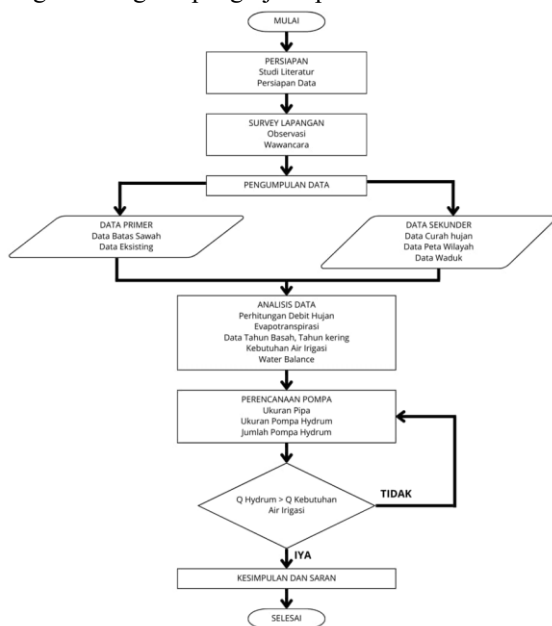 MULAI
PERSIAPAN
Studi Literatur
Persiapan Data
SURVEY LAPANGAN
Observasi
Wawancara
PENGUMPULAN DATA
DATA PRIMER
Data Batas Sawah
Data Eksisting
DATA SEKUNDER
Data Curah hujan
Data Peta Wilayah
Data Waduk
ANALISIS DATA
Perhitungan Debit Hujan
Evapotranspirasi
Data Tahun Basah, Tahun kering
Kebutuhan Air Irigasi
Water Balance
PERENCANAAN POMPA
Ukuran Pipa
Ukuran Pompa Hydrum
Jumlah Pompa Hydrum
Q Hydrum > Q Kebutuhan
Air Irigasi
TIDAK
IYA
KESIMPULAN DAN SARAN
SELESAI